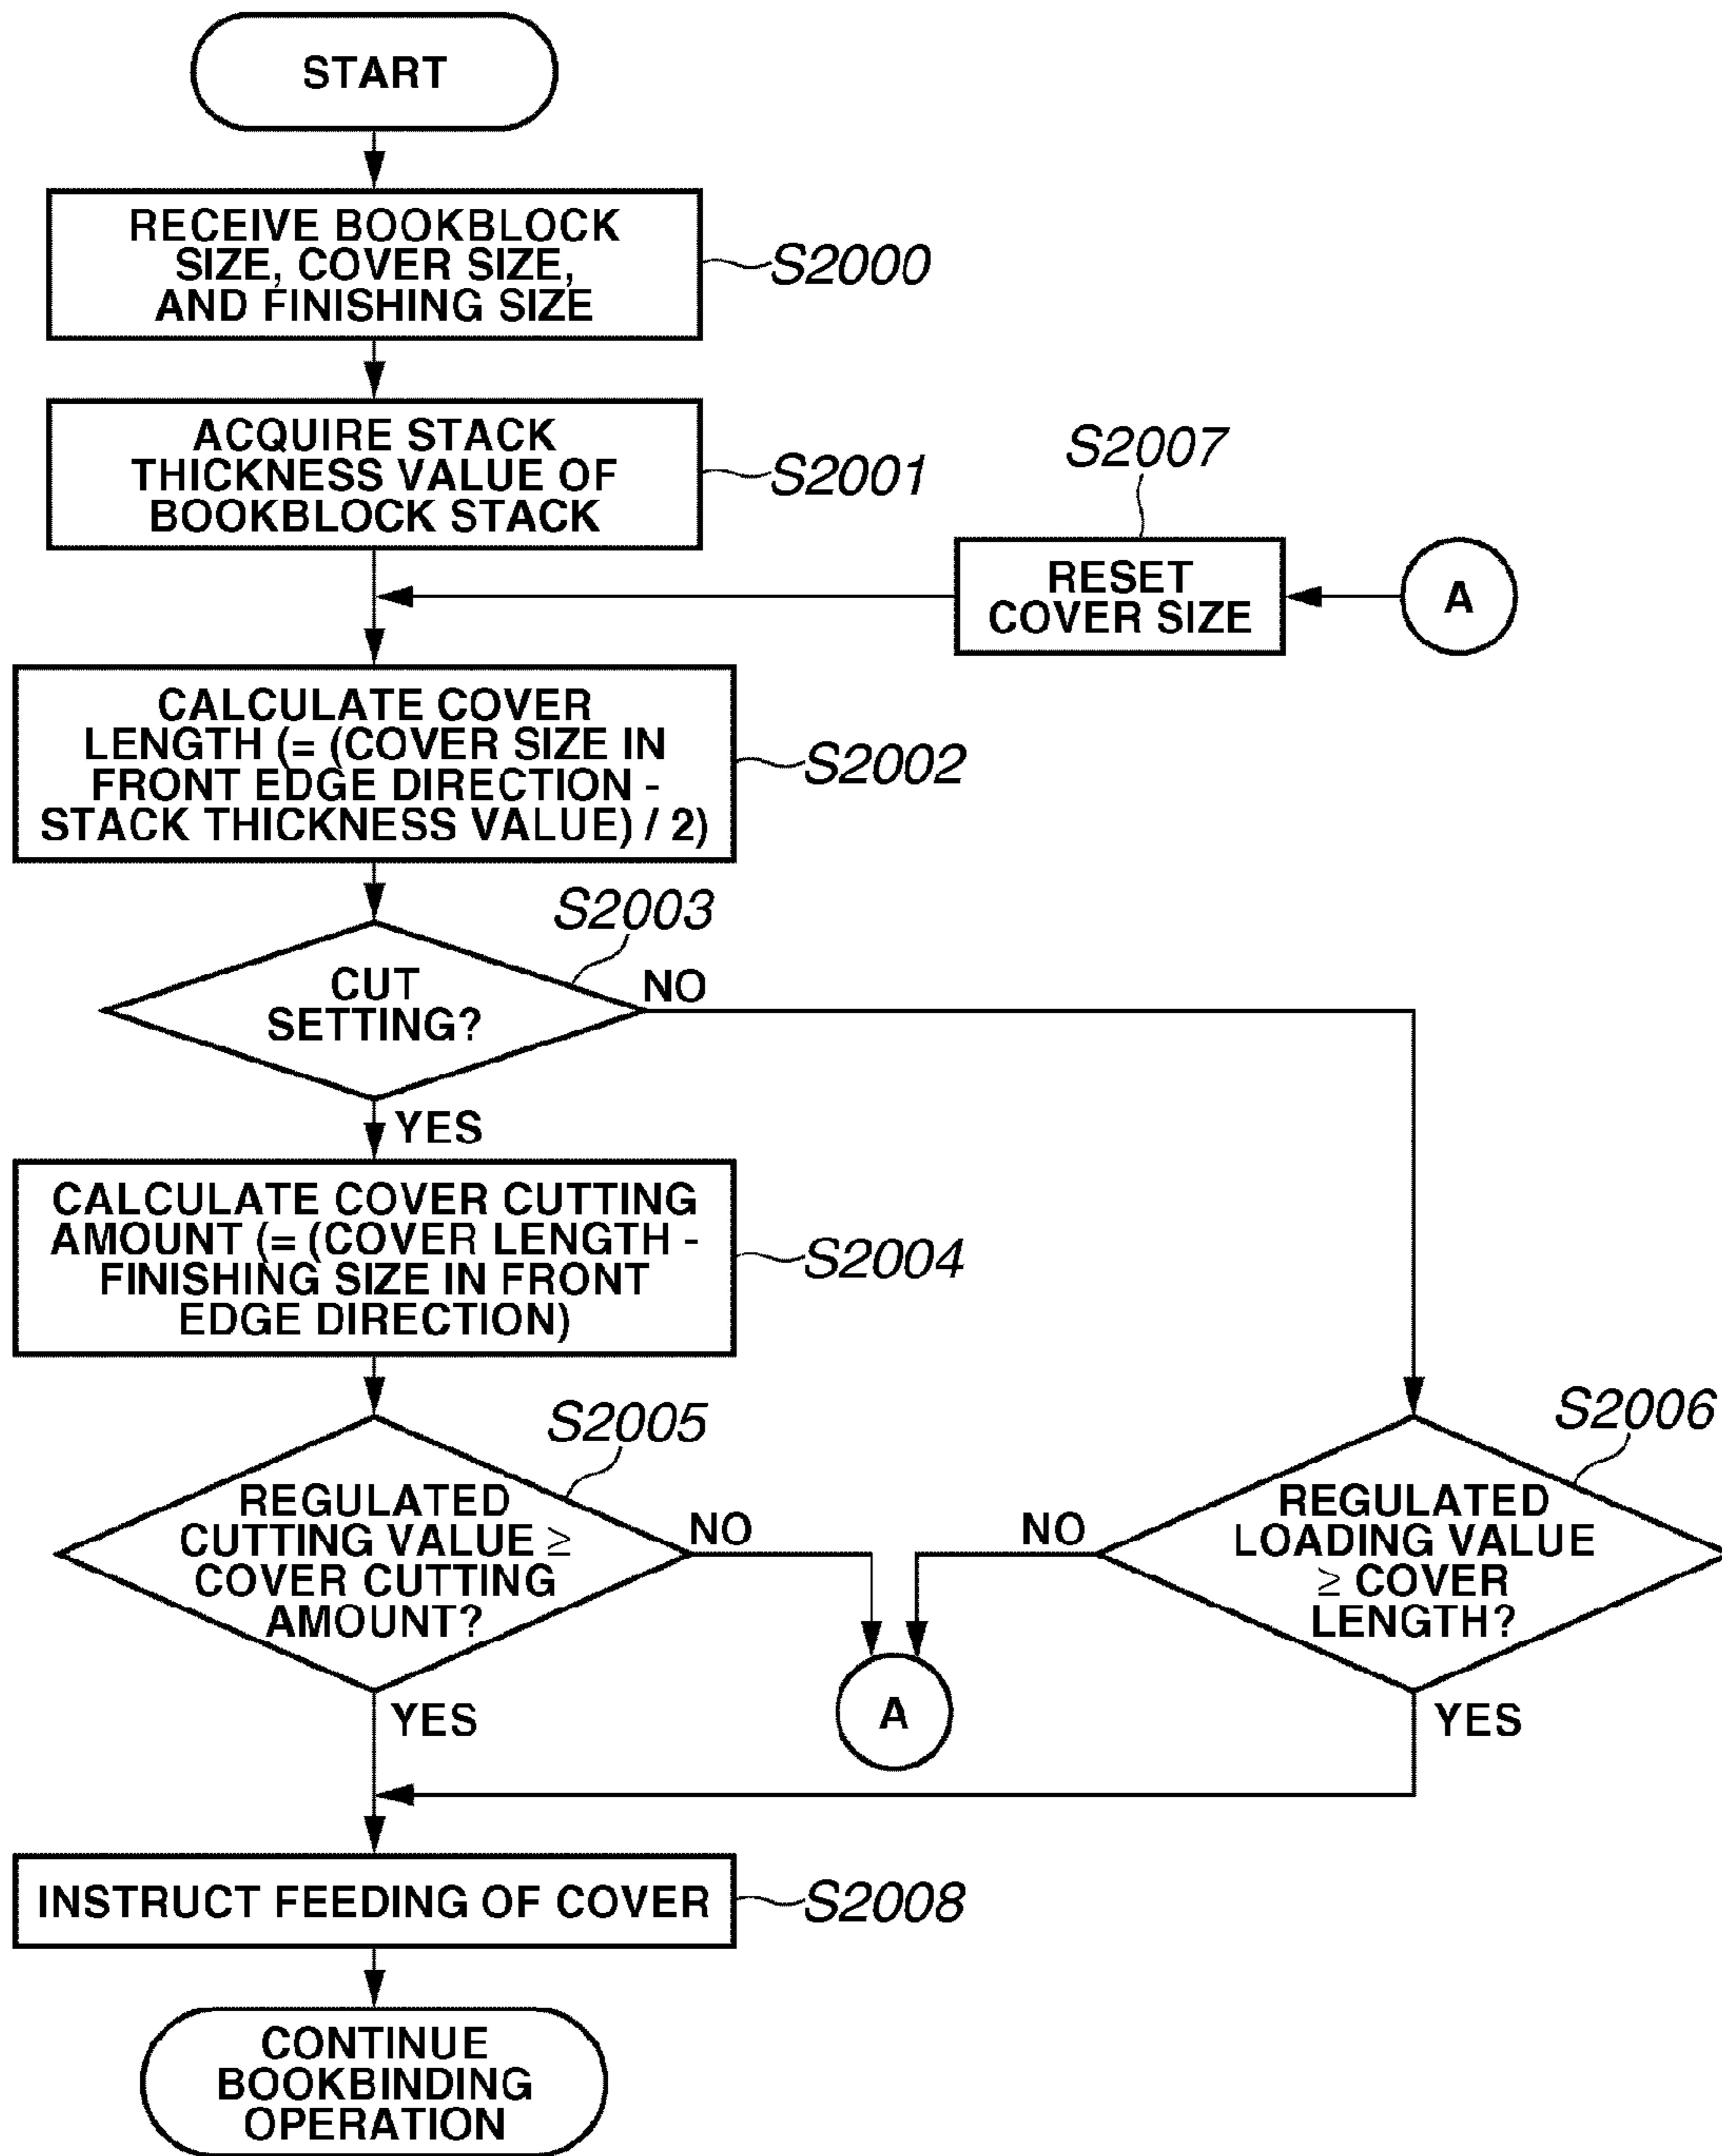 START
RECEIVE BOOKBLOCK
SIZE, COVER SIZE,
AND FINISHING SIZE
S2000
ACQUIRE STACK
THICKNESS VALUE OF
BOOKBLOCK STACK
S2001
S2007
RESET
COVER SIZE
A
CALCULATE COVER
LENGTH (= (COVER SIZE IN
FRONT EDGE DIRECTION -
STACK THICKNESS VALUE) / 2)
S2002
S2003
CUT
SETTING?
NO
YES
CALCULATE COVER CUTTING
AMOUNT (= (COVER LENGTH -
FINISHING SIZE IN FRONT
EDGE DIRECTION)
S2004
S2005
REGULATED
CUTTING VALUE ≥
COVER CUTTING
AMOUNT?
NO
YES
S2006
REGULATED
LOADING VALUE
≥ COVER
LENGTH?
NO
YES
A
INSTRUCT FEEDING OF COVER
S2008
CONTINUE
BOOKBINDING
OPERATION